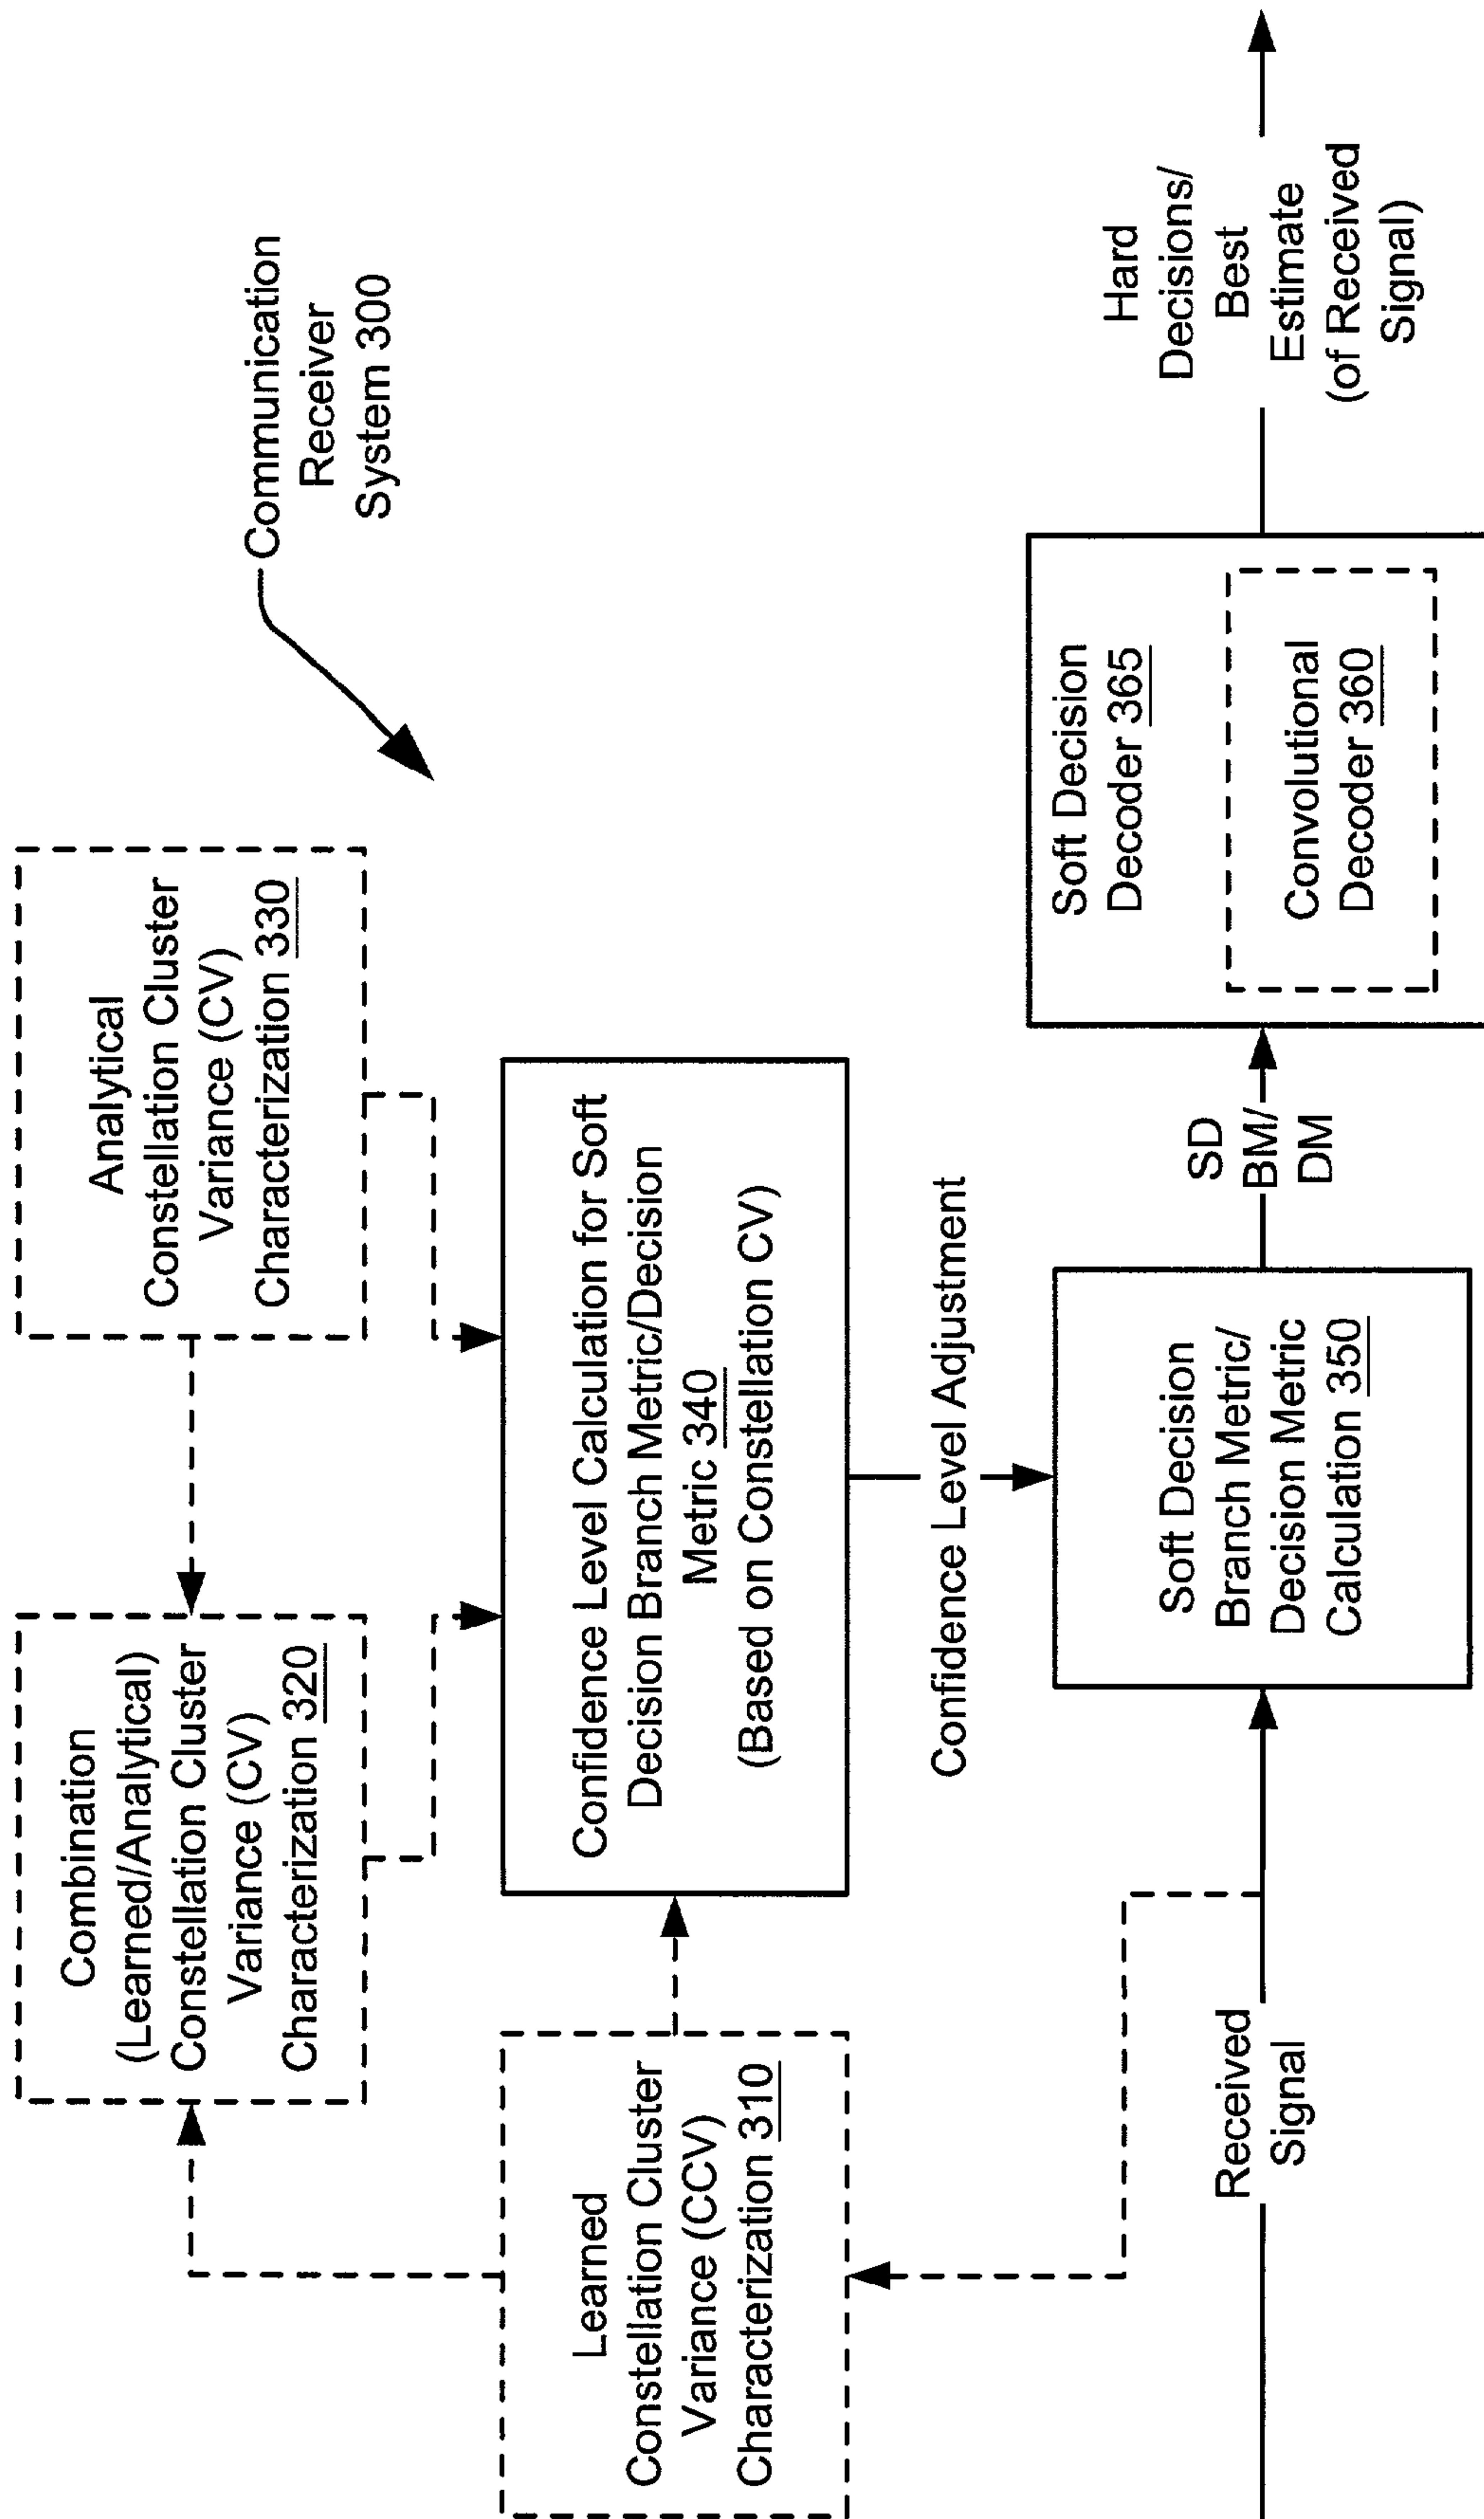 Communication
Receiver
System 300
Combination
(Learned/Analytical)
Constellation Cluster
Variance (CV)
Characterization 320
Analytical
Constellation Cluster
Variance (CV)
Characterization 330
Learned
Constellation Cluster
Variance (CCV)
Characterization 310
Confidence Level Calculation for Soft
Decision Branch Metric/Decision
Metric 340
(Based on Constellation CV)
Confidence Level Adjustment
Received
Signal
Soft Decision
Branch Metric/
Decision Metric
Calculation 350
SD
BM/
DM
Soft Decision
Decoder 365
Convolutional
Decoder 360
Hard
Decisions/
Best
Estimate
(of Received
Signal)